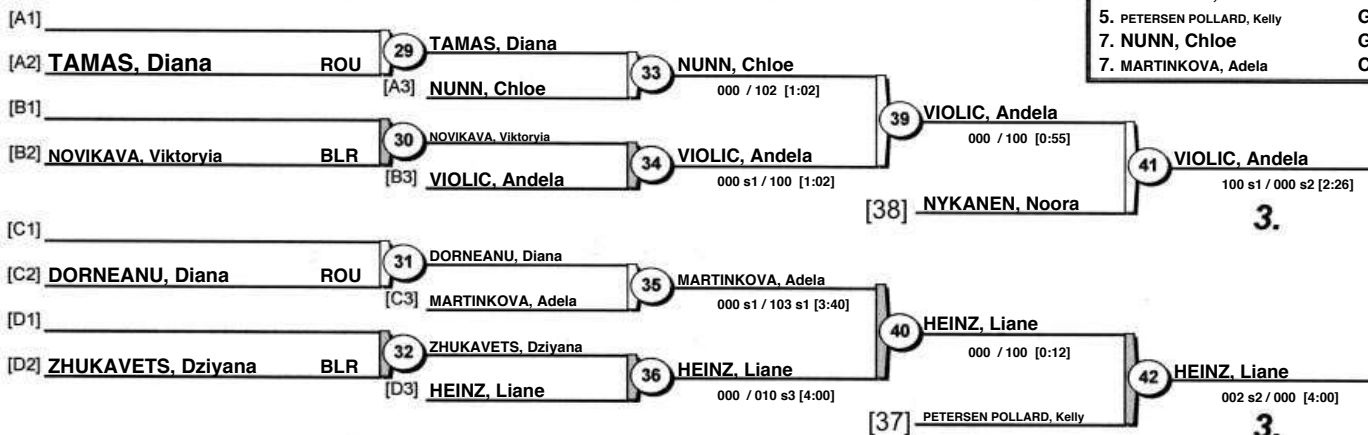 5. PETERSEN POLLARD, Kelly G
7. NUNN, Chloe G
7. MARTINKOVA, Adela
[A1]
[A2] TAMAS, Diana ROU
29
TAMAS, Diana
[A3] NUNN, Chloe
33
NUNN, Chloe
000 / 102 [1:02]
[B1]
[B2] NOVIKAVA, Viktoryia BLR
30
NOVIKAVA, Viktoryia
[B3] VIOLIC, Andela
34
VIOLIC, Andela
000 s1 / 100 [1:02]
39
VIOLIC, Andela
000 / 100 [0:55]
[38] NYKANEN, Noora
41
VIOLIC, Andela
100 s1 / 000 s2 [2:26]
3.
[C1]
[C2] DORNEANU, Diana ROU
31
DORNEANU, Diana
[C3] MARTINKOVA, Adela
35
MARTINKOVA, Adela
000 s1 / 103 s1 [3:40]
[D1]
[D2] ZHUKAVETS, Dziyana BLR
32
ZHUKAVETS, Dziyana
[D3] HEINZ, Liane
36
HEINZ, Liane
000 / 010 s3 [4:00]
40
HEINZ, Liane
000 / 100 [0:12]
[37] PETERSEN POLLARD, Kelly
42
HEINZ, Liane
002 s2 / 000 [4:00]
3.